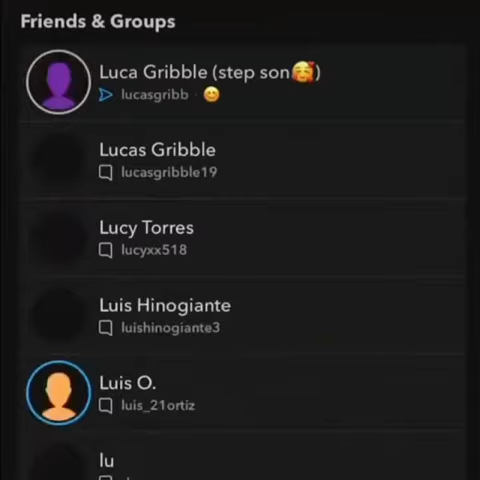 Friends & Groups
Luca Gribble (step son🥰)
lucasgribb · 😊
Lucas Gribble
lucasgribble19
Lucy Torres
lucyxx518
Luis Hinogiante
luishinogiante3
Luis O.
luis_21ortiz
lu